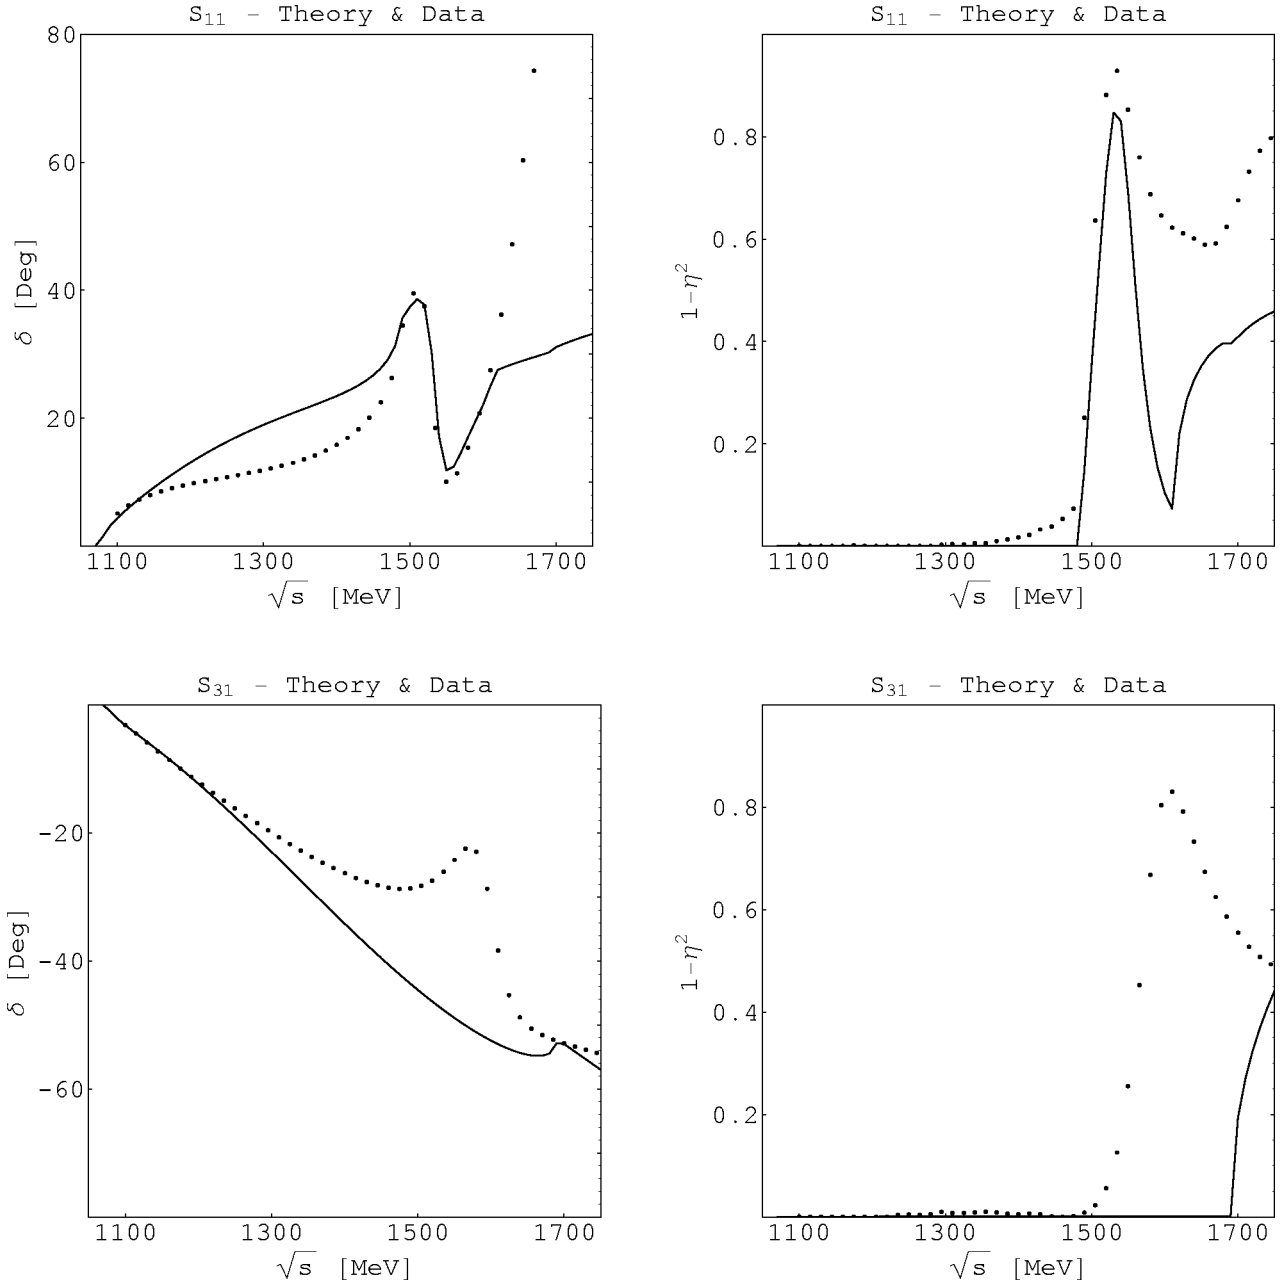 S₁₁ – Theory & Data
80
60
40
20
δ [Deg]
1100 1300 1500 1700
√s [MeV]
S₁₁ – Theory & Data
0.8
0.6
0.4
0.2
1-η²
1100 1300 1500 1700
√s [MeV]
S₃₁ – Theory & Data
-20
-40
-60
δ [Deg]
1100 1300 1500 1700
√s [MeV]
S₃₁ – Theory & Data
0.8
0.6
0.4
0.2
1-η²
1100 1300 1500 1700
√s [MeV]